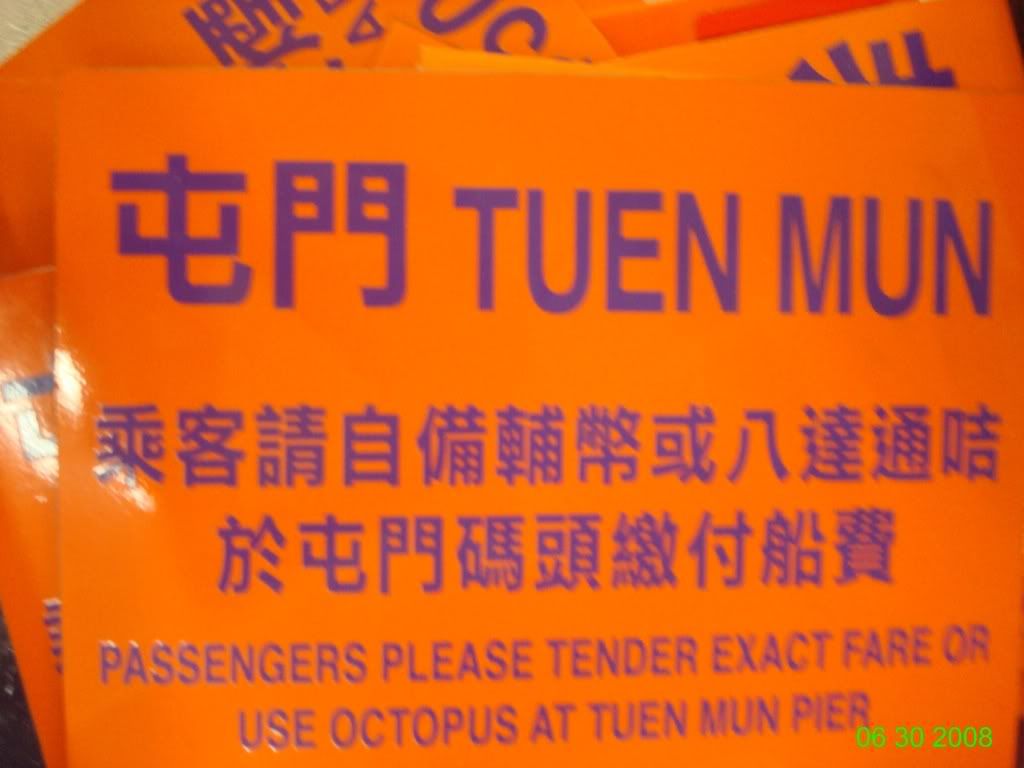 屯門 TUEN MUN
乘客請自備輔幣或八達通咭
於屯門碼頭繳付船費
PASSENGERS PLEASE TENDER EXACT FARE OR
USE OCTOPUS AT TUEN MUN PIER
06 30 2008